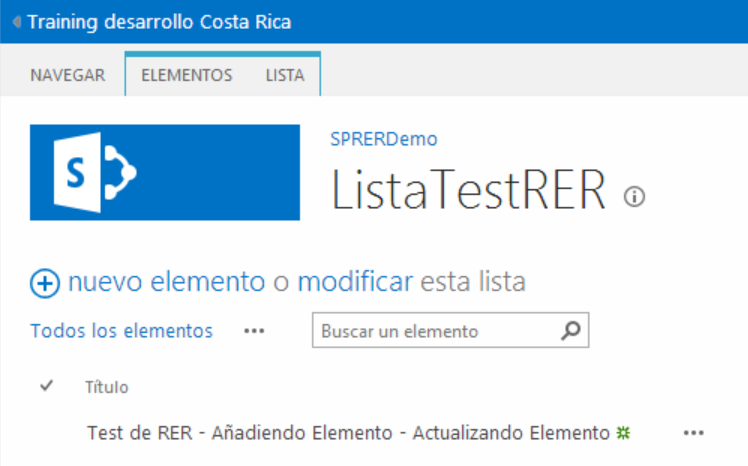 Training desarrollo Costa Rica
NAVEGAR ELEMENTOS LISTA
S
SPRERDemo
ListaTestRER
nuevo elemento o modificar esta lista
Todos los elementos ... Buscar un elemento
Título
Test de RER - Añadiendo Elemento - Actualizando Elemento ...